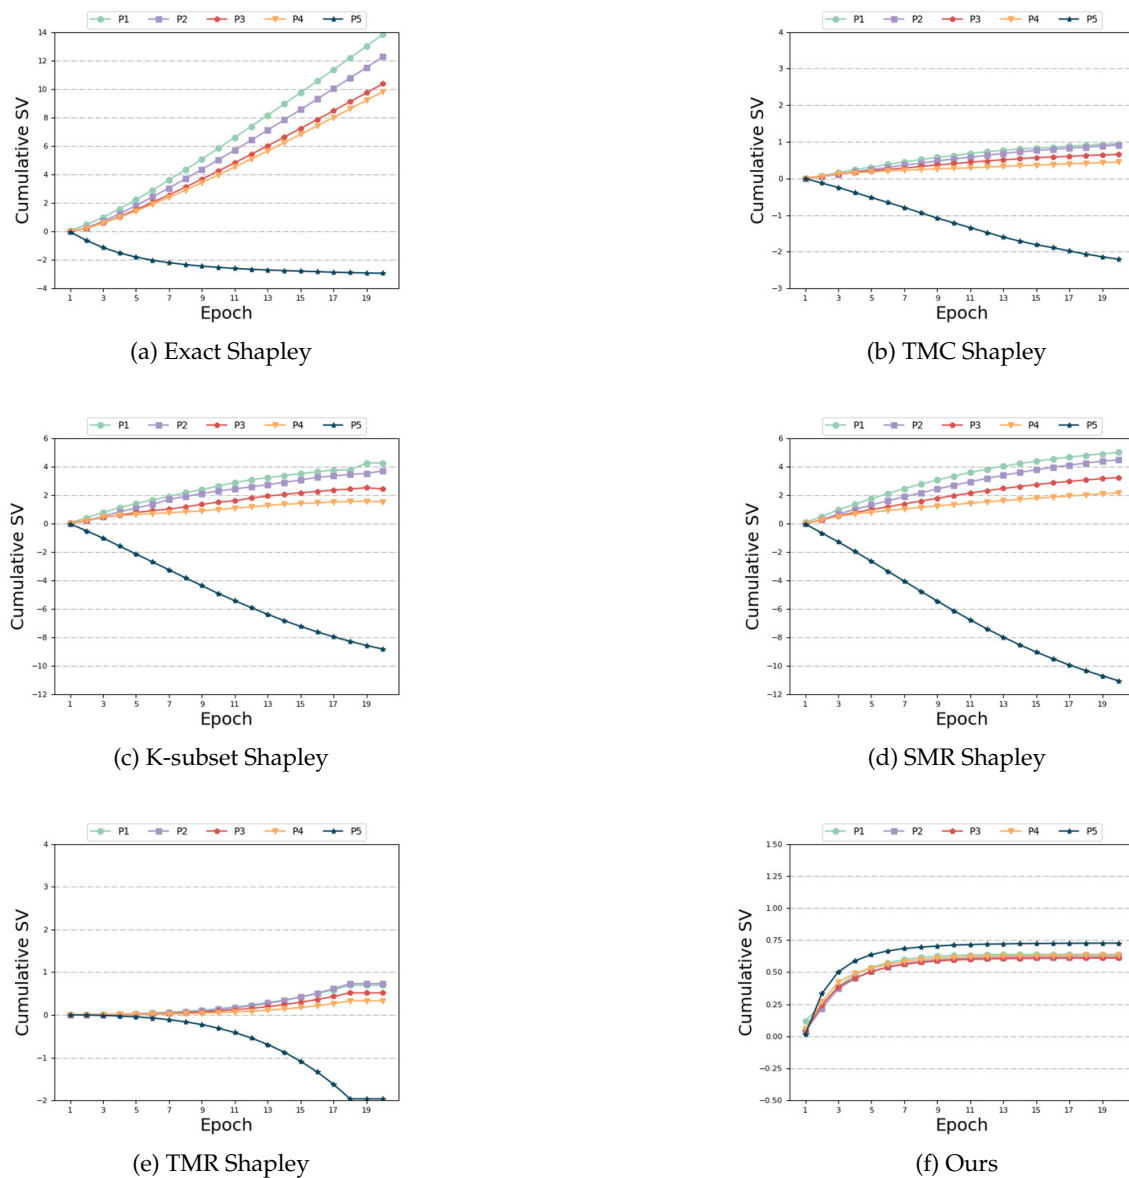 P1 P2 P3 P4 P5
14
12
10
8
6
4
2
0
−2
−4
Cumulative SV
1 3 5 7 9 11 13 15 17 19
Epoch
(a) Exact Shapley
P1 P2 P3 P4 P5
4
3
2
1
0
−1
−2
−3
Cumulative SV
1 3 5 7 9 11 13 15 17 19
Epoch
(b) TMC Shapley
P1 P2 P3 P4 P5
6
4
2
0
−2
−4
−6
−8
−10
−12
Cumulative SV
1 3 5 7 9 11 13 15 17 19
Epoch
(c) K-subset Shapley
P1 P2 P3 P4 P5
6
4
2
0
−2
−4
−6
−8
−10
−12
Cumulative SV
1 3 5 7 9 11 13 15 17 19
Epoch
(d) SMR Shapley
P1 P2 P3 P4 P5
4
3
2
1
0
−1
−2
Cumulative SV
1 3 5 7 9 11 13 15 17 19
Epoch
(e) TMR Shapley
P1 P2 P3 P4 P5
1.50
1.25
1.00
0.75
0.50
0.25
0.00
−0.25
−0.50
Cumulative SV
1 3 5 7 9 11 13 15 17 19
Epoch
(f) Ours